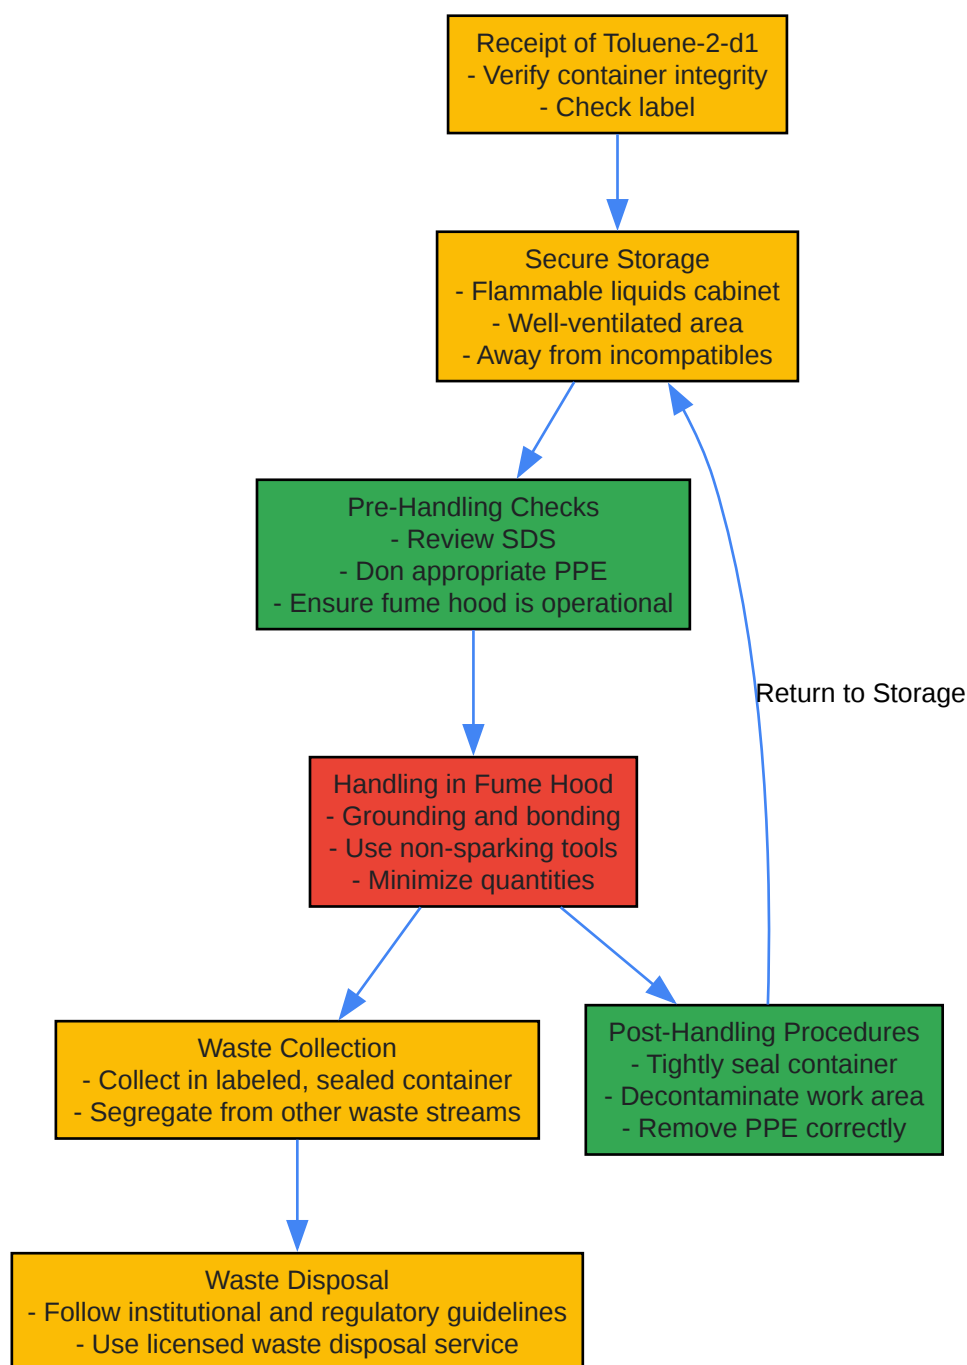 Receipt of Toluene-2-d1
- Verify container integrity
- Check label
Secure Storage
- Flammable liquids cabinet
- Well-ventilated area
- Away from incompatibles
Pre-Handling Checks
- Review SDS
- Don appropriate PPE
- Ensure fume hood is operational
Return to Storage
Handling in Fume Hood
- Grounding and bonding
- Use non-sparking tools
- Minimize quantities
Waste Collection
- Collect in labeled, sealed container
- Segregate from other waste streams
Post-Handling Procedures
- Tightly seal container
- Decontaminate work area
- Remove PPE correctly
Waste Disposal
- Follow institutional and regulatory guidelines
- Use licensed waste disposal service